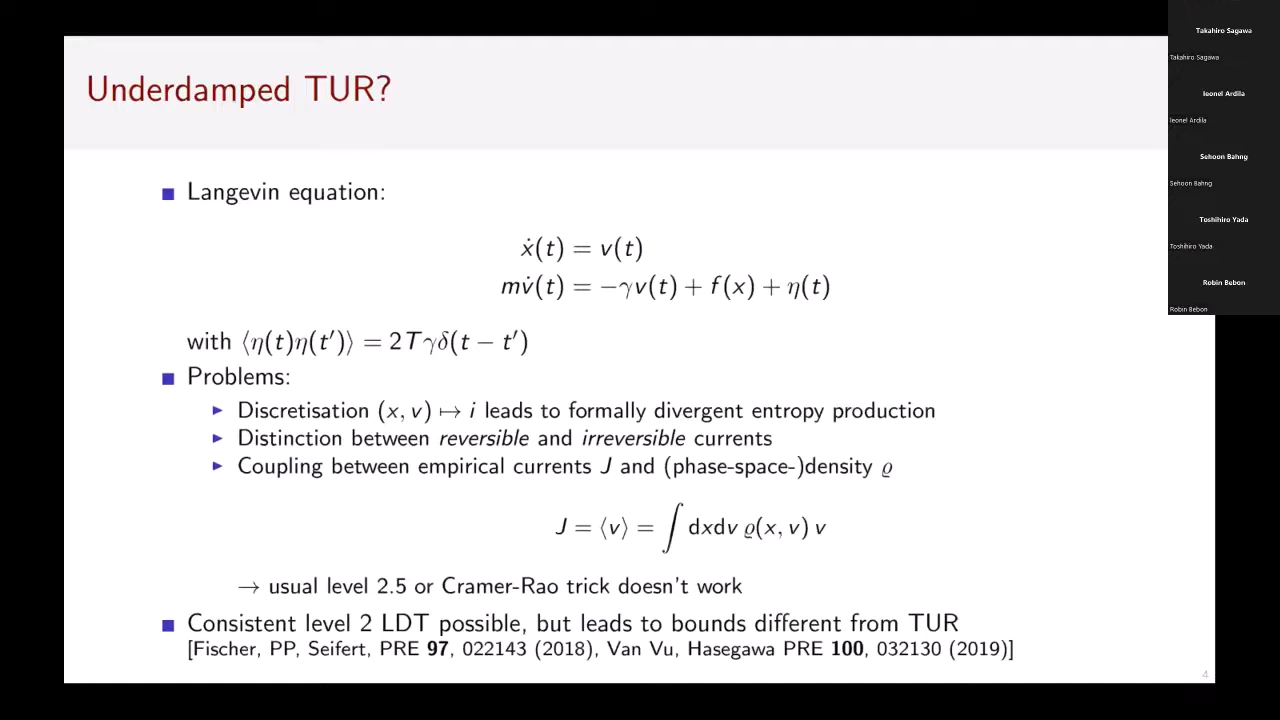 Underdamped TUR?
Langevin equation:
ẋ(t) = v(t)
mv̇(t) = −γv(t) + f(x) + η(t)
with ⟨η(t)η(t′)⟩ = 2Tγδ(t − t′)
Problems:
Discretisation (x, v) ↦ i leads to formally divergent entropy production
Distinction between reversible and irreversible currents
Coupling between empirical currents J and (phase-space-)density ϱ
J = ⟨v⟩ = ∫ dxdv ϱ(x, v) v
→ usual level 2.5 or Cramer-Rao trick doesn't work
Consistent level 2 LDT possible, but leads to bounds different from TUR
[Fischer, PP, Seifert, PRE 97, 022143 (2018), Van Vu, Hasegawa PRE 100, 032130 (2019)]
4
Takahiro Sagawa
Takahiro Sagawa
leonel Ardila
leonel Ardila
Sehoon Bahng
Sehoon Bahng
Toshihiro Yada
Toshihiro Yada
Robin Bebon
Robin Bebon